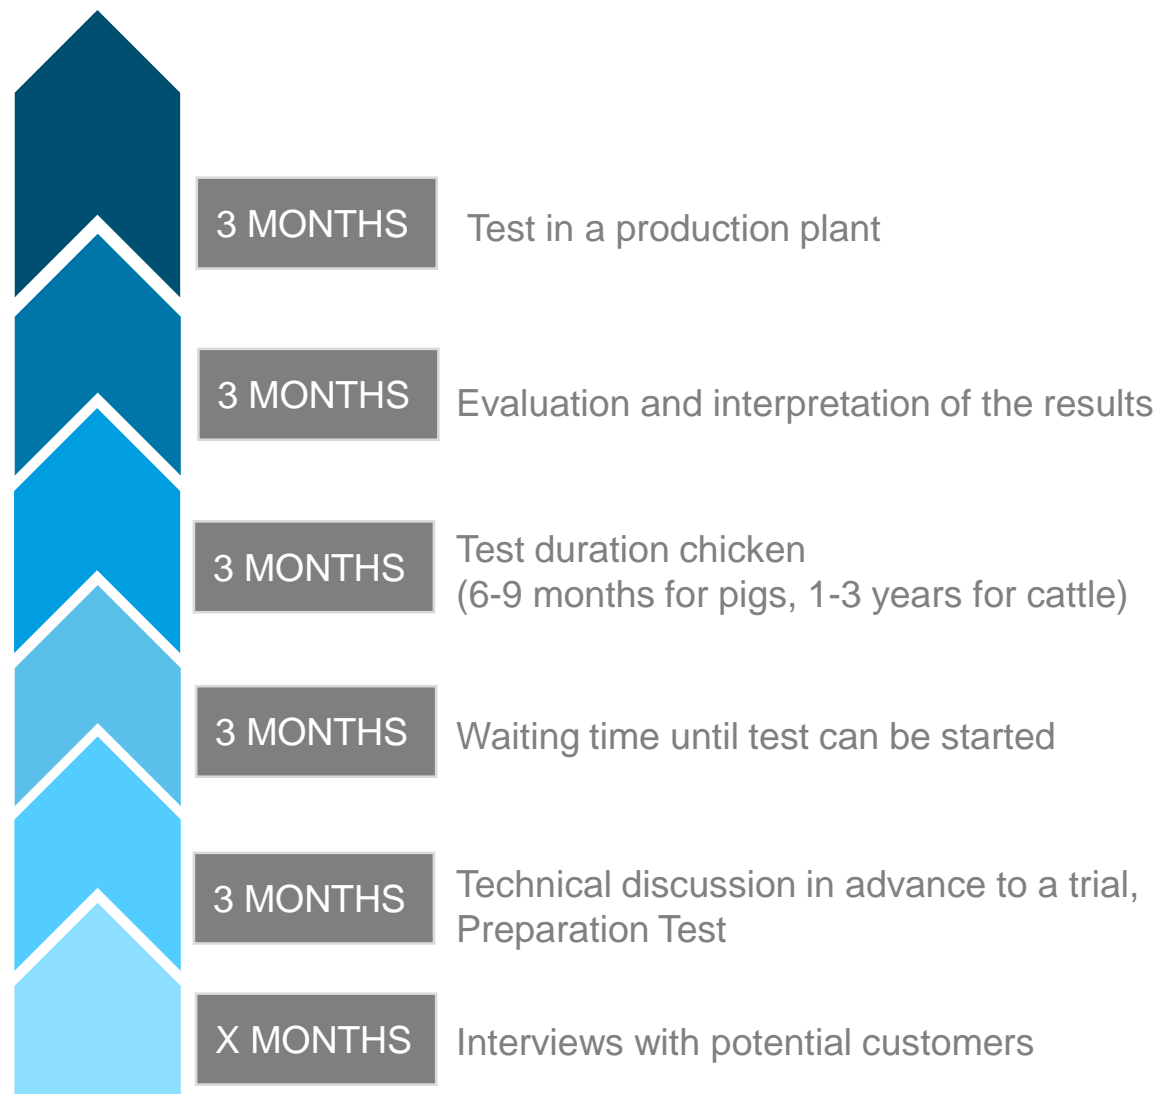 3 MONTHS
Test in a production plant
3 MONTHS
Evaluation and interpretation of the results
3 MONTHS
Test duration chicken
(6-9 months for pigs, 1-3 years for cattle)
3 MONTHS
Waiting time until test can be started
3 MONTHS
Technical discussion in advance to a trial,
Preparation Test
X MONTHS
Interviews with potential customers